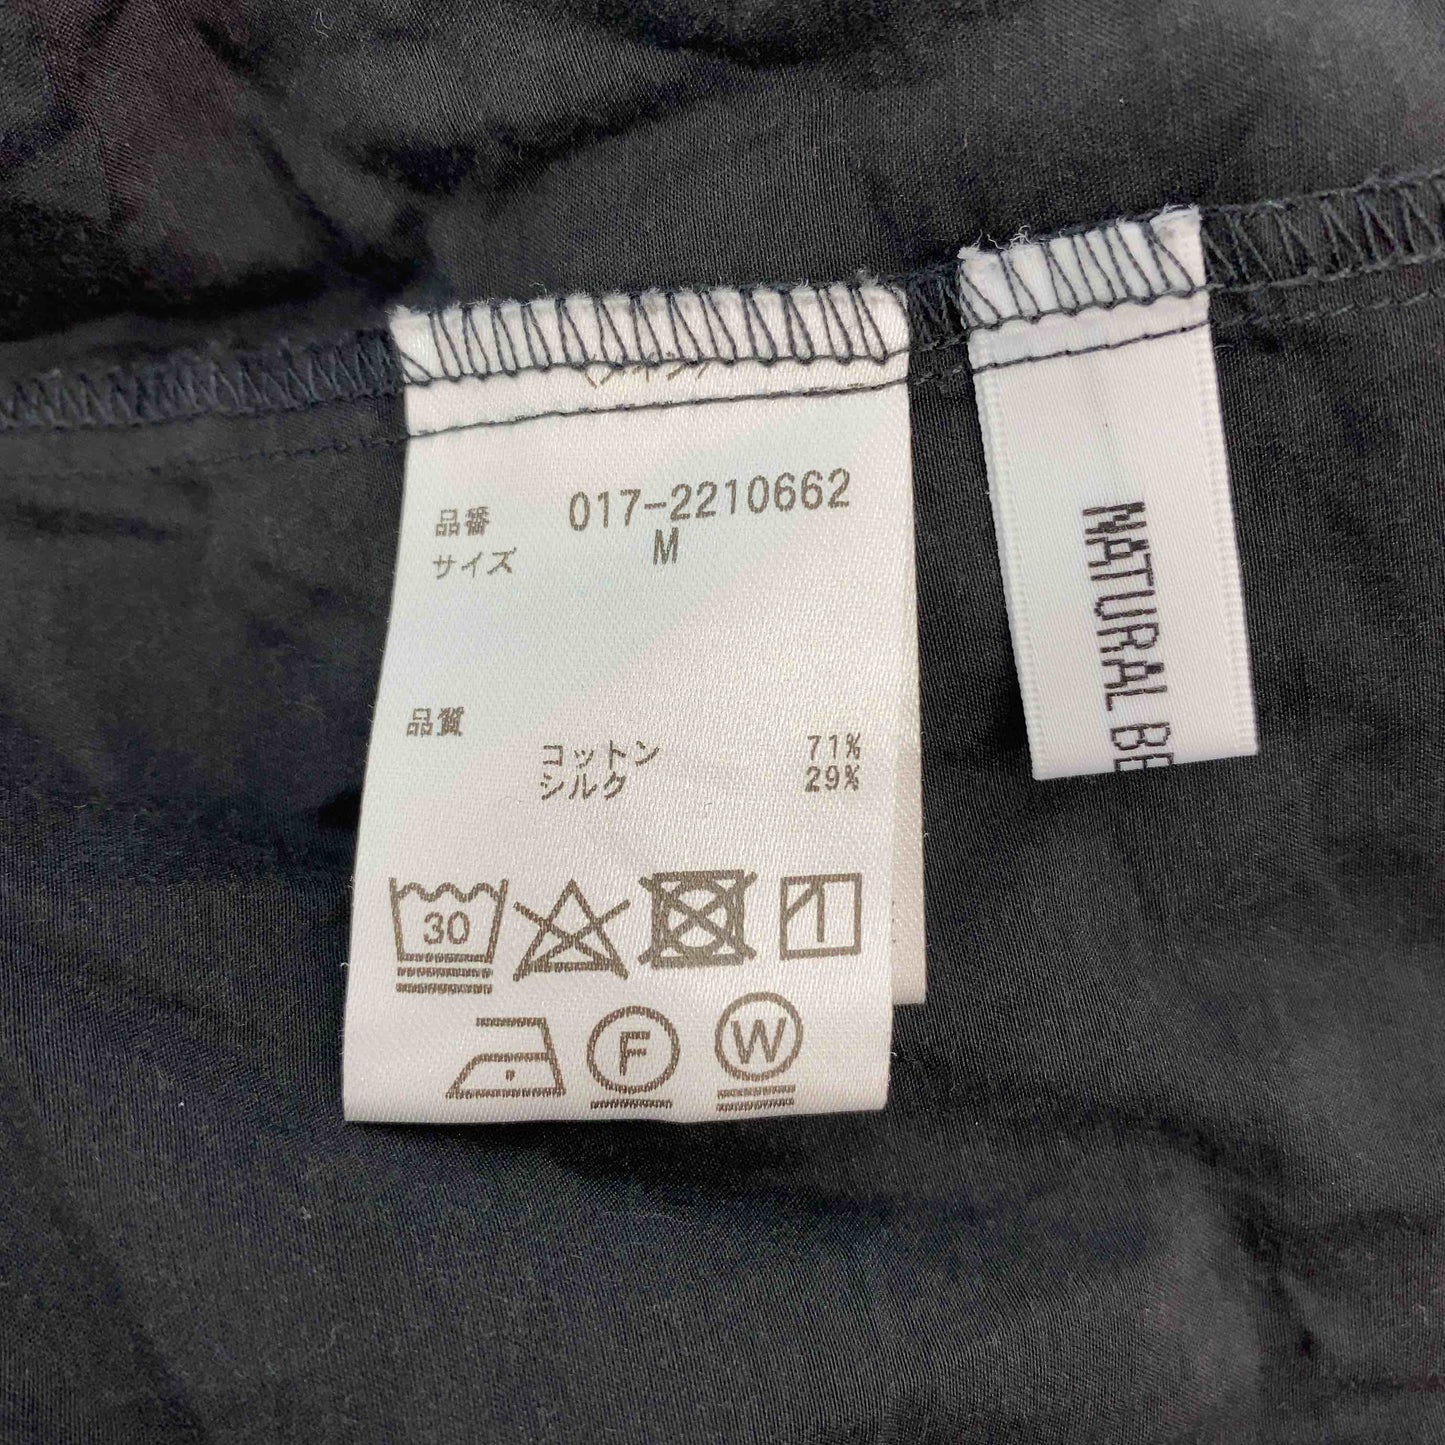 品番 017-2210662
サイズ M
品質
コットン 71%
シルク 29%
30
F
W
NATURAL BE